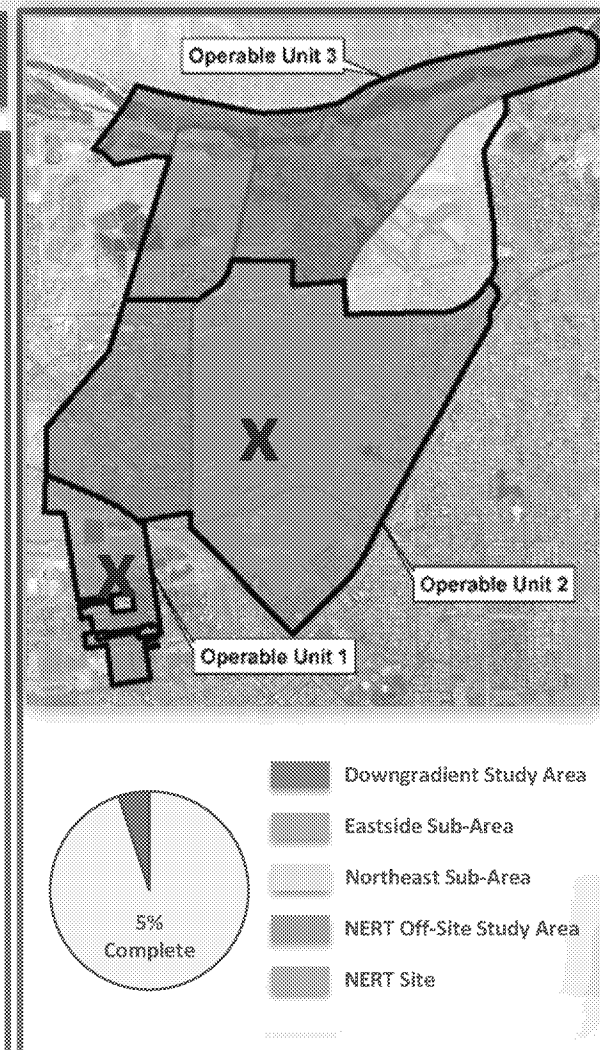 Operable Unit 3
X
Operable Unit 2
X
Operable Unit 1
Downgradient Study Area
Eastside Sub-Area
Northeast Sub-Area
5%
Complete
NERT Off-Site Study Area
NERT Site